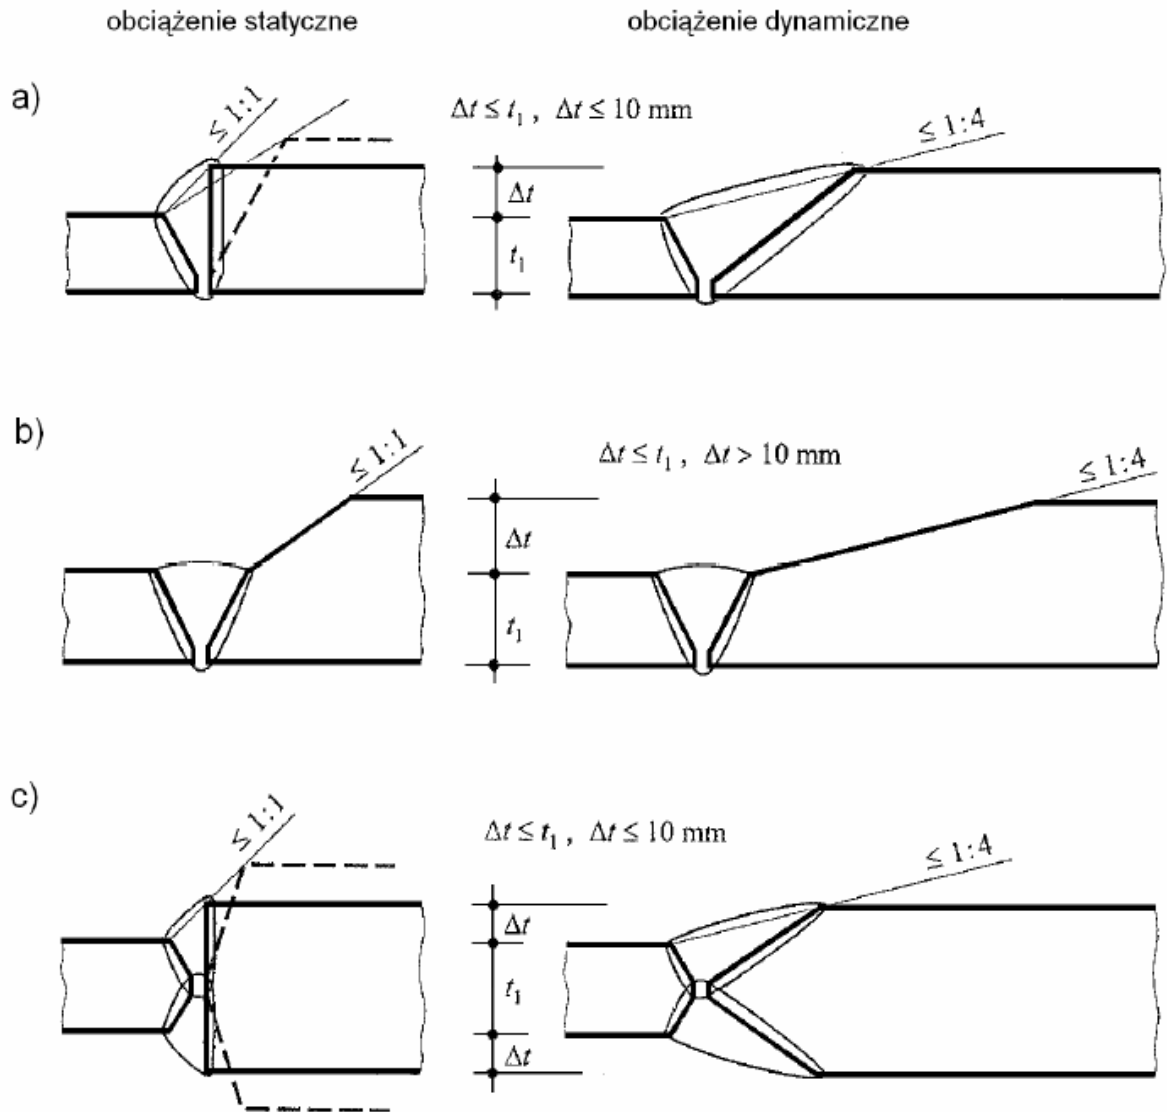 obciążenie statyczne
obciążenie dynamiczne
a)
≤ 1:1
Δt ≤ t₁ , Δt ≤ 10 mm
≤ 1:4
Δt
t₁
b)
≤ 1:1
Δt ≤ t₁ , Δt > 10 mm
≤ 1:4
Δt
t₁
c)
≤ 1:1
Δt ≤ t₁ , Δt ≤ 10 mm
≤ 1:4
Δt
t₁
Δt